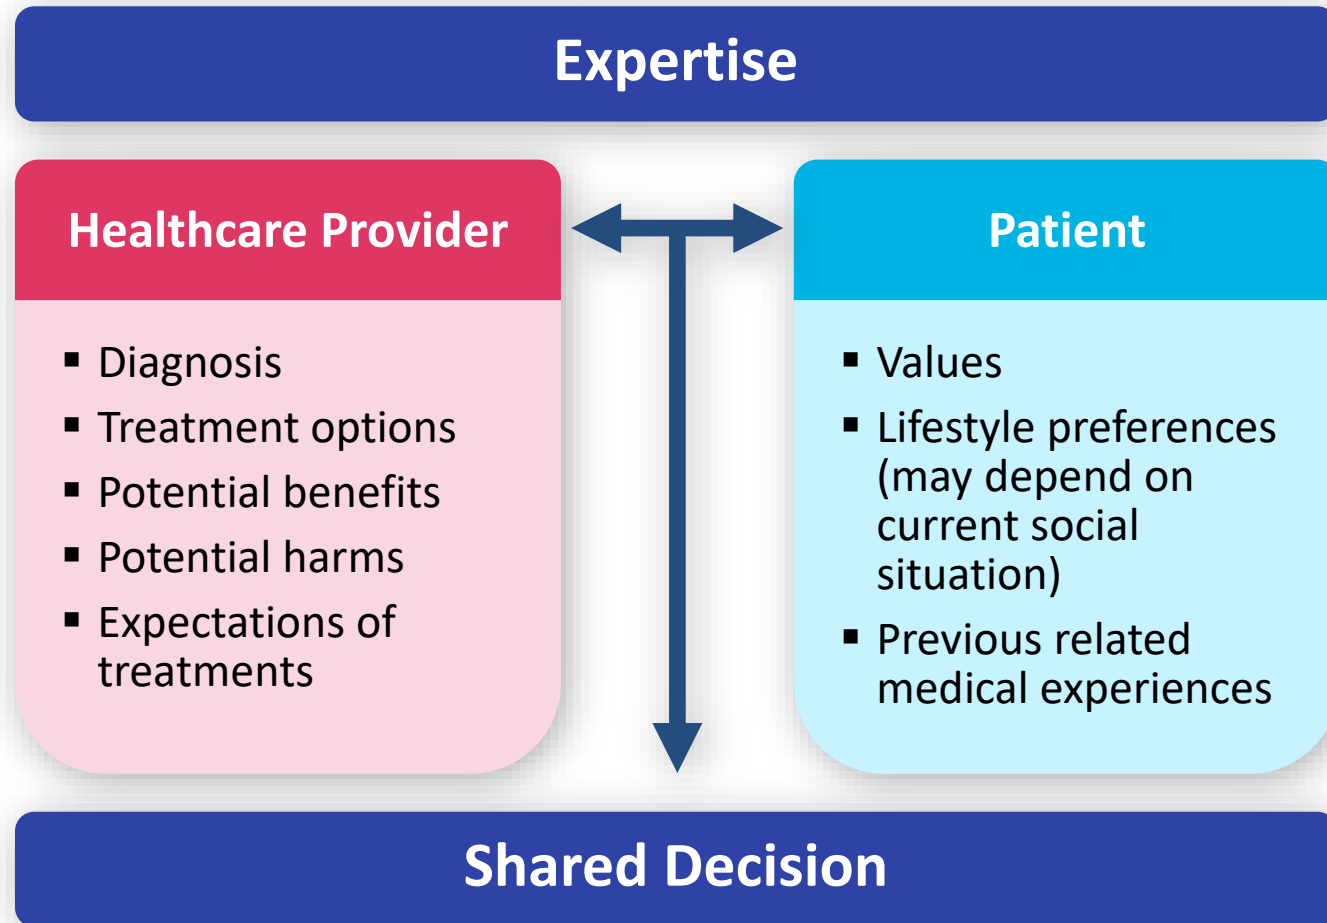 Expertise
Healthcare Provider
▪ Diagnosis
▪ Treatment options
▪ Potential benefits
▪ Potential harms
▪ Expectations of
treatments
Patient
▪ Values
▪ Lifestyle preferences
(may depend on
current social
situation)
▪ Previous related
medical experiences
Shared Decision